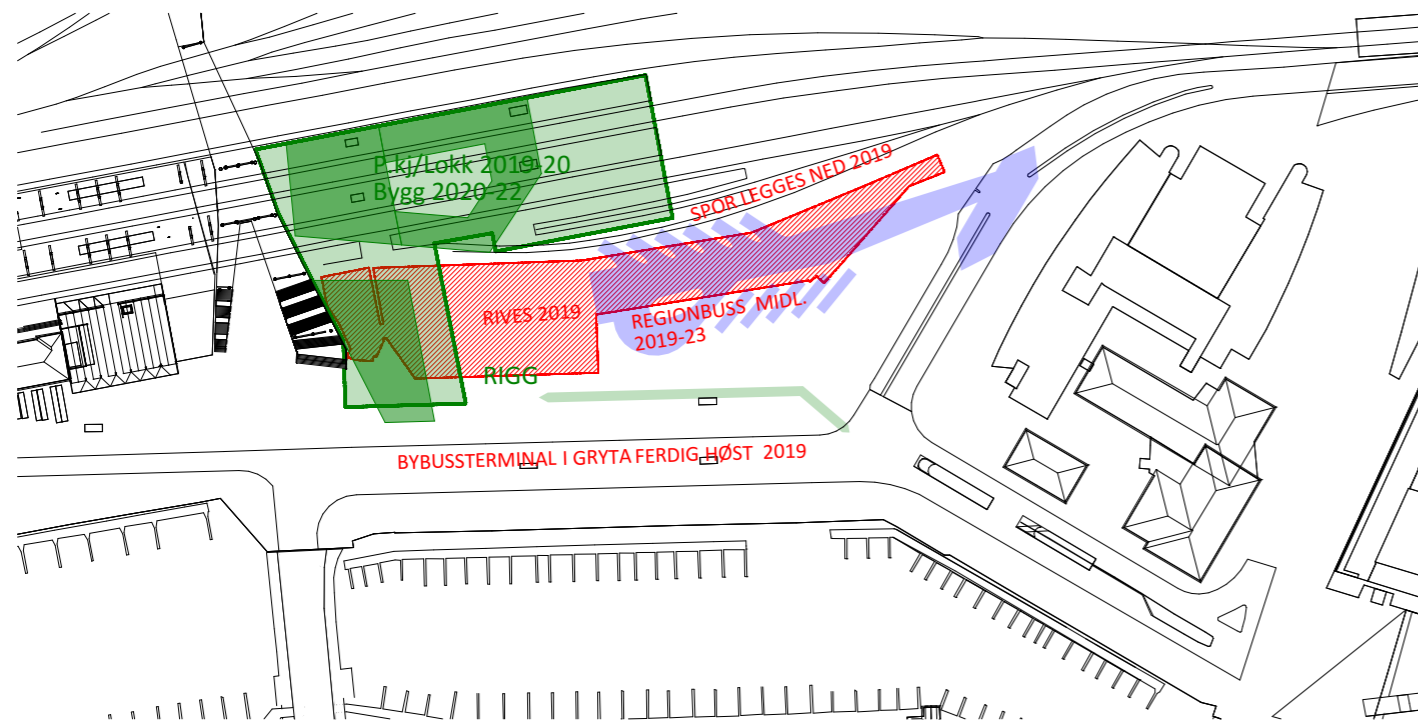 P.kj/Lokk 2019-20
Bygg 2020-22
SPOR LEGGES NED 2019
RIVES 2019
REGIONBUSS MIDL.
2019-23
RIGG
BYBUSSTERMINAL I GRYTA FERDIG HØST 2019